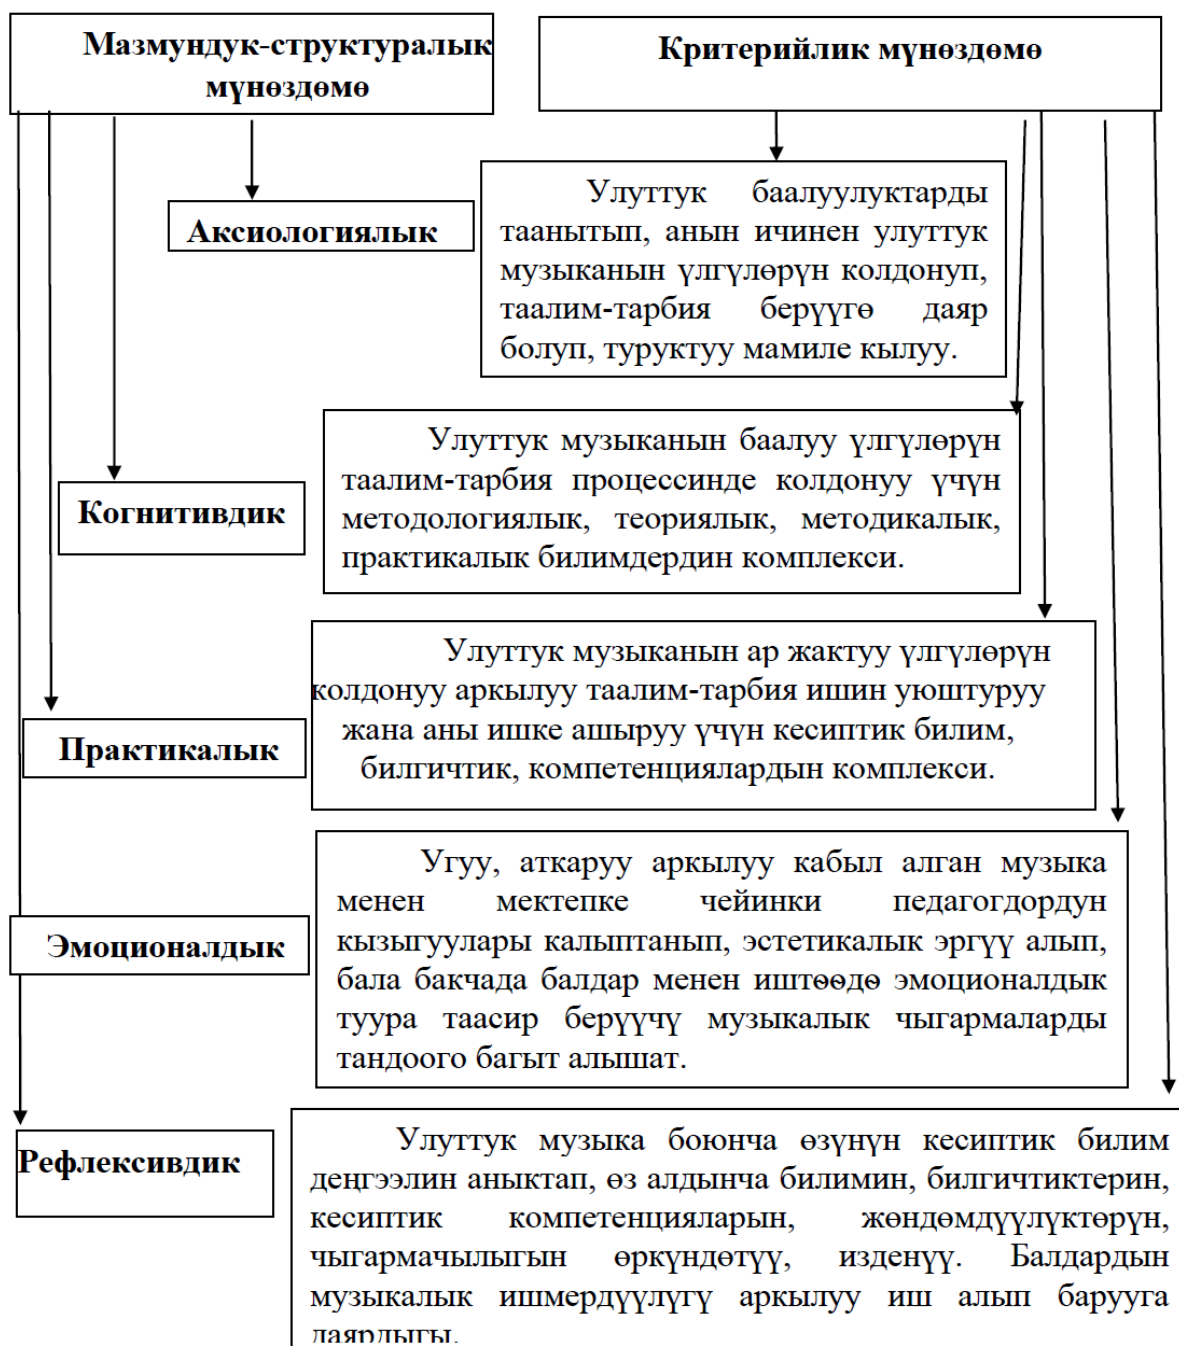 Мазмундук-структуралык
мүнөздөмө
Критерийлик мүнөздөмө
Аксиологиялык
Улуттук баалуулуктарды
таанытып, анын ичинен улуттук
музыканын үлгүлөрүн колдонуп,
таалим-тарбия берүүгө даяр
болуп, туруктуу мамиле кылуу.
Когнитивдик
Улуттук музыканын баалуу үлгүлөрүн
таалим-тарбия процессинде колдонуу үчүн
методологиялык, теориялык, методикалык,
практикалык билимдердин комплекси.
Практикалык
Улуттук музыканын ар жактуу үлгүлөрүн
колдонуу аркылуу таалим-тарбия ишин уюштуруу
жана аны ишке ашыруу үчүн кесиптик билим,
билгичтик, компетенциялардын комплекси.
Эмоционалдык
Угуу, аткаруу аркылуу кабыл алган музыка
менен мектепке чейинки педагогдордун
кызыгуулары калыптанып, эстетикалык эргүү алып,
бала бакчада балдар менен иштөөдө эмоционалдык
туура таасир берүүчү музыкалык чыгармаларды
тандоого багыт алышат.
Рефлексивдик
Улуттук музыка боюнча өзүнүн кесиптик билим
деңгээлин аныктап, өз алдынча билимин, билгичтиктерин,
кесиптик компетенцияларын, жөндөмдүүлүктөрүн,
чыгармачылыгын өркүндөтүү, изденүү. Балдардын
музыкалык ишмердүүлүгү аркылуу иш алып барууга
даярдыгы.